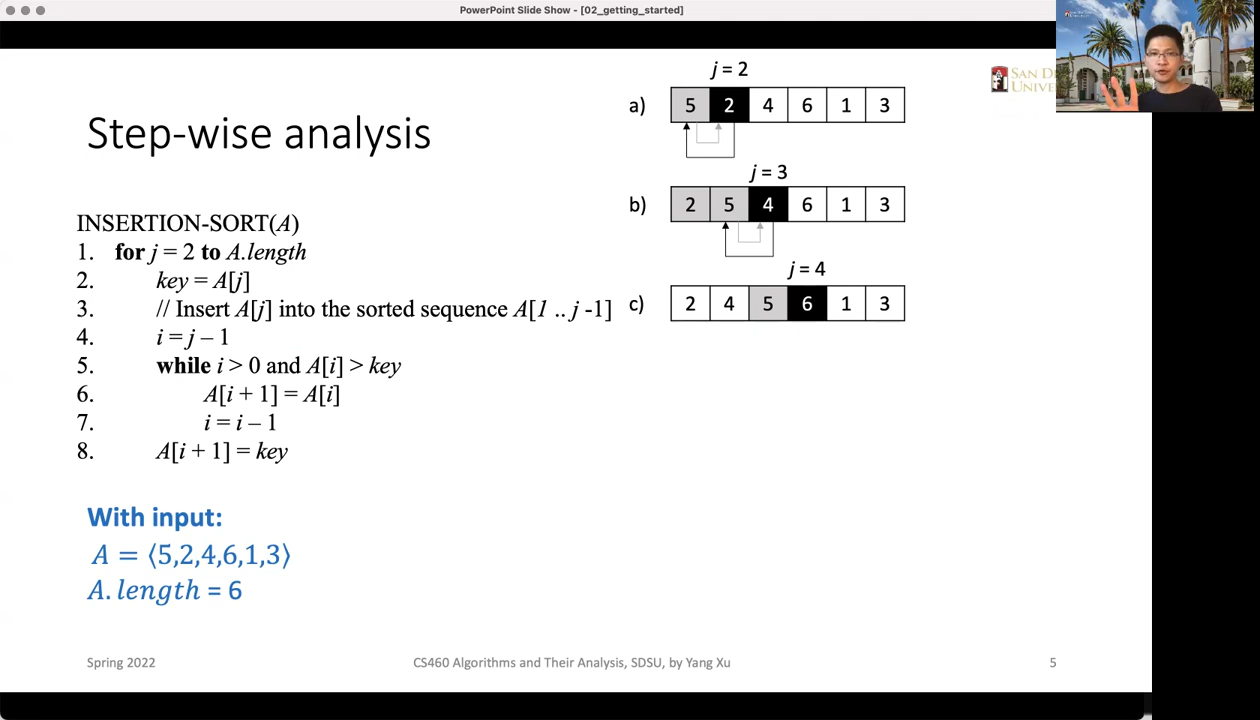 PowerPoint Slide Show - [02_getting_started]
Step-wise analysis
INSERTION-SORT(A)
1. for j = 2 to A.length
2. key = A[j]
3. // Insert A[j] into the sorted sequence A[1 .. j -1]
4. i = j – 1
5. while i > 0 and A[i] > key
6. A[i + 1] = A[i]
7. i = i – 1
8. A[i + 1] = key
With input:
A = ⟨5,2,4,6,1,3⟩
A.length = 6
j = 2
a) 5 2 4 6 1 3
j = 3
b) 2 5 4 6 1 3
j = 4
c) 2 4 5 6 1 3
SAN
UNIVE
Spring 2022
CS460 Algorithms and Their Analysis, SDSU, by Yang Xu
5